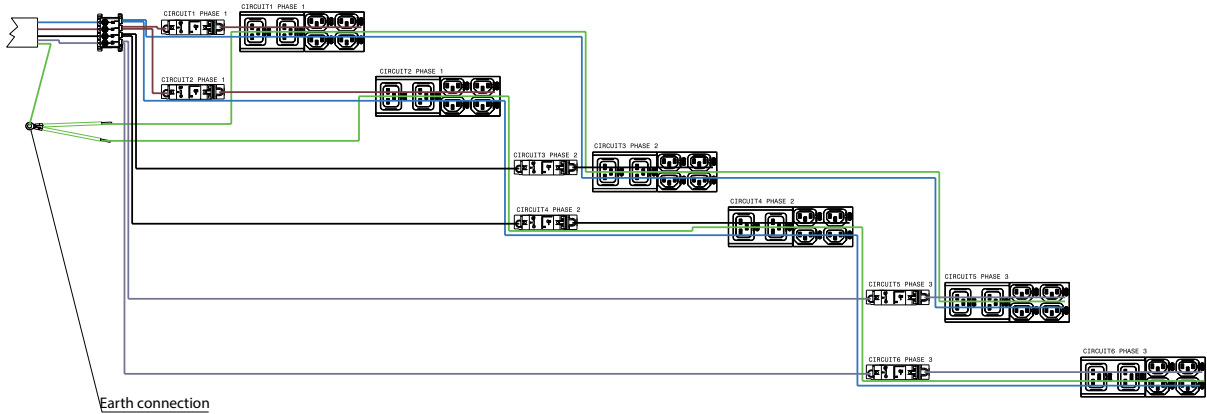 CIRCUIT1 PHASE 1
CIRCUIT1 PHASE 1
CIRCUIT2 PHASE 1
CIRCUIT2 PHASE 1
CIRCUIT3 PHASE 2
CIRCUIT3 PHASE 2
CIRCUIT4 PHASE 2
CIRCUIT4 PHASE 2
CIRCUIT5 PHASE 3
CIRCUIT5 PHASE 3
CIRCUIT6 PHASE 3
CIRCUIT6 PHASE 3
Earth connection